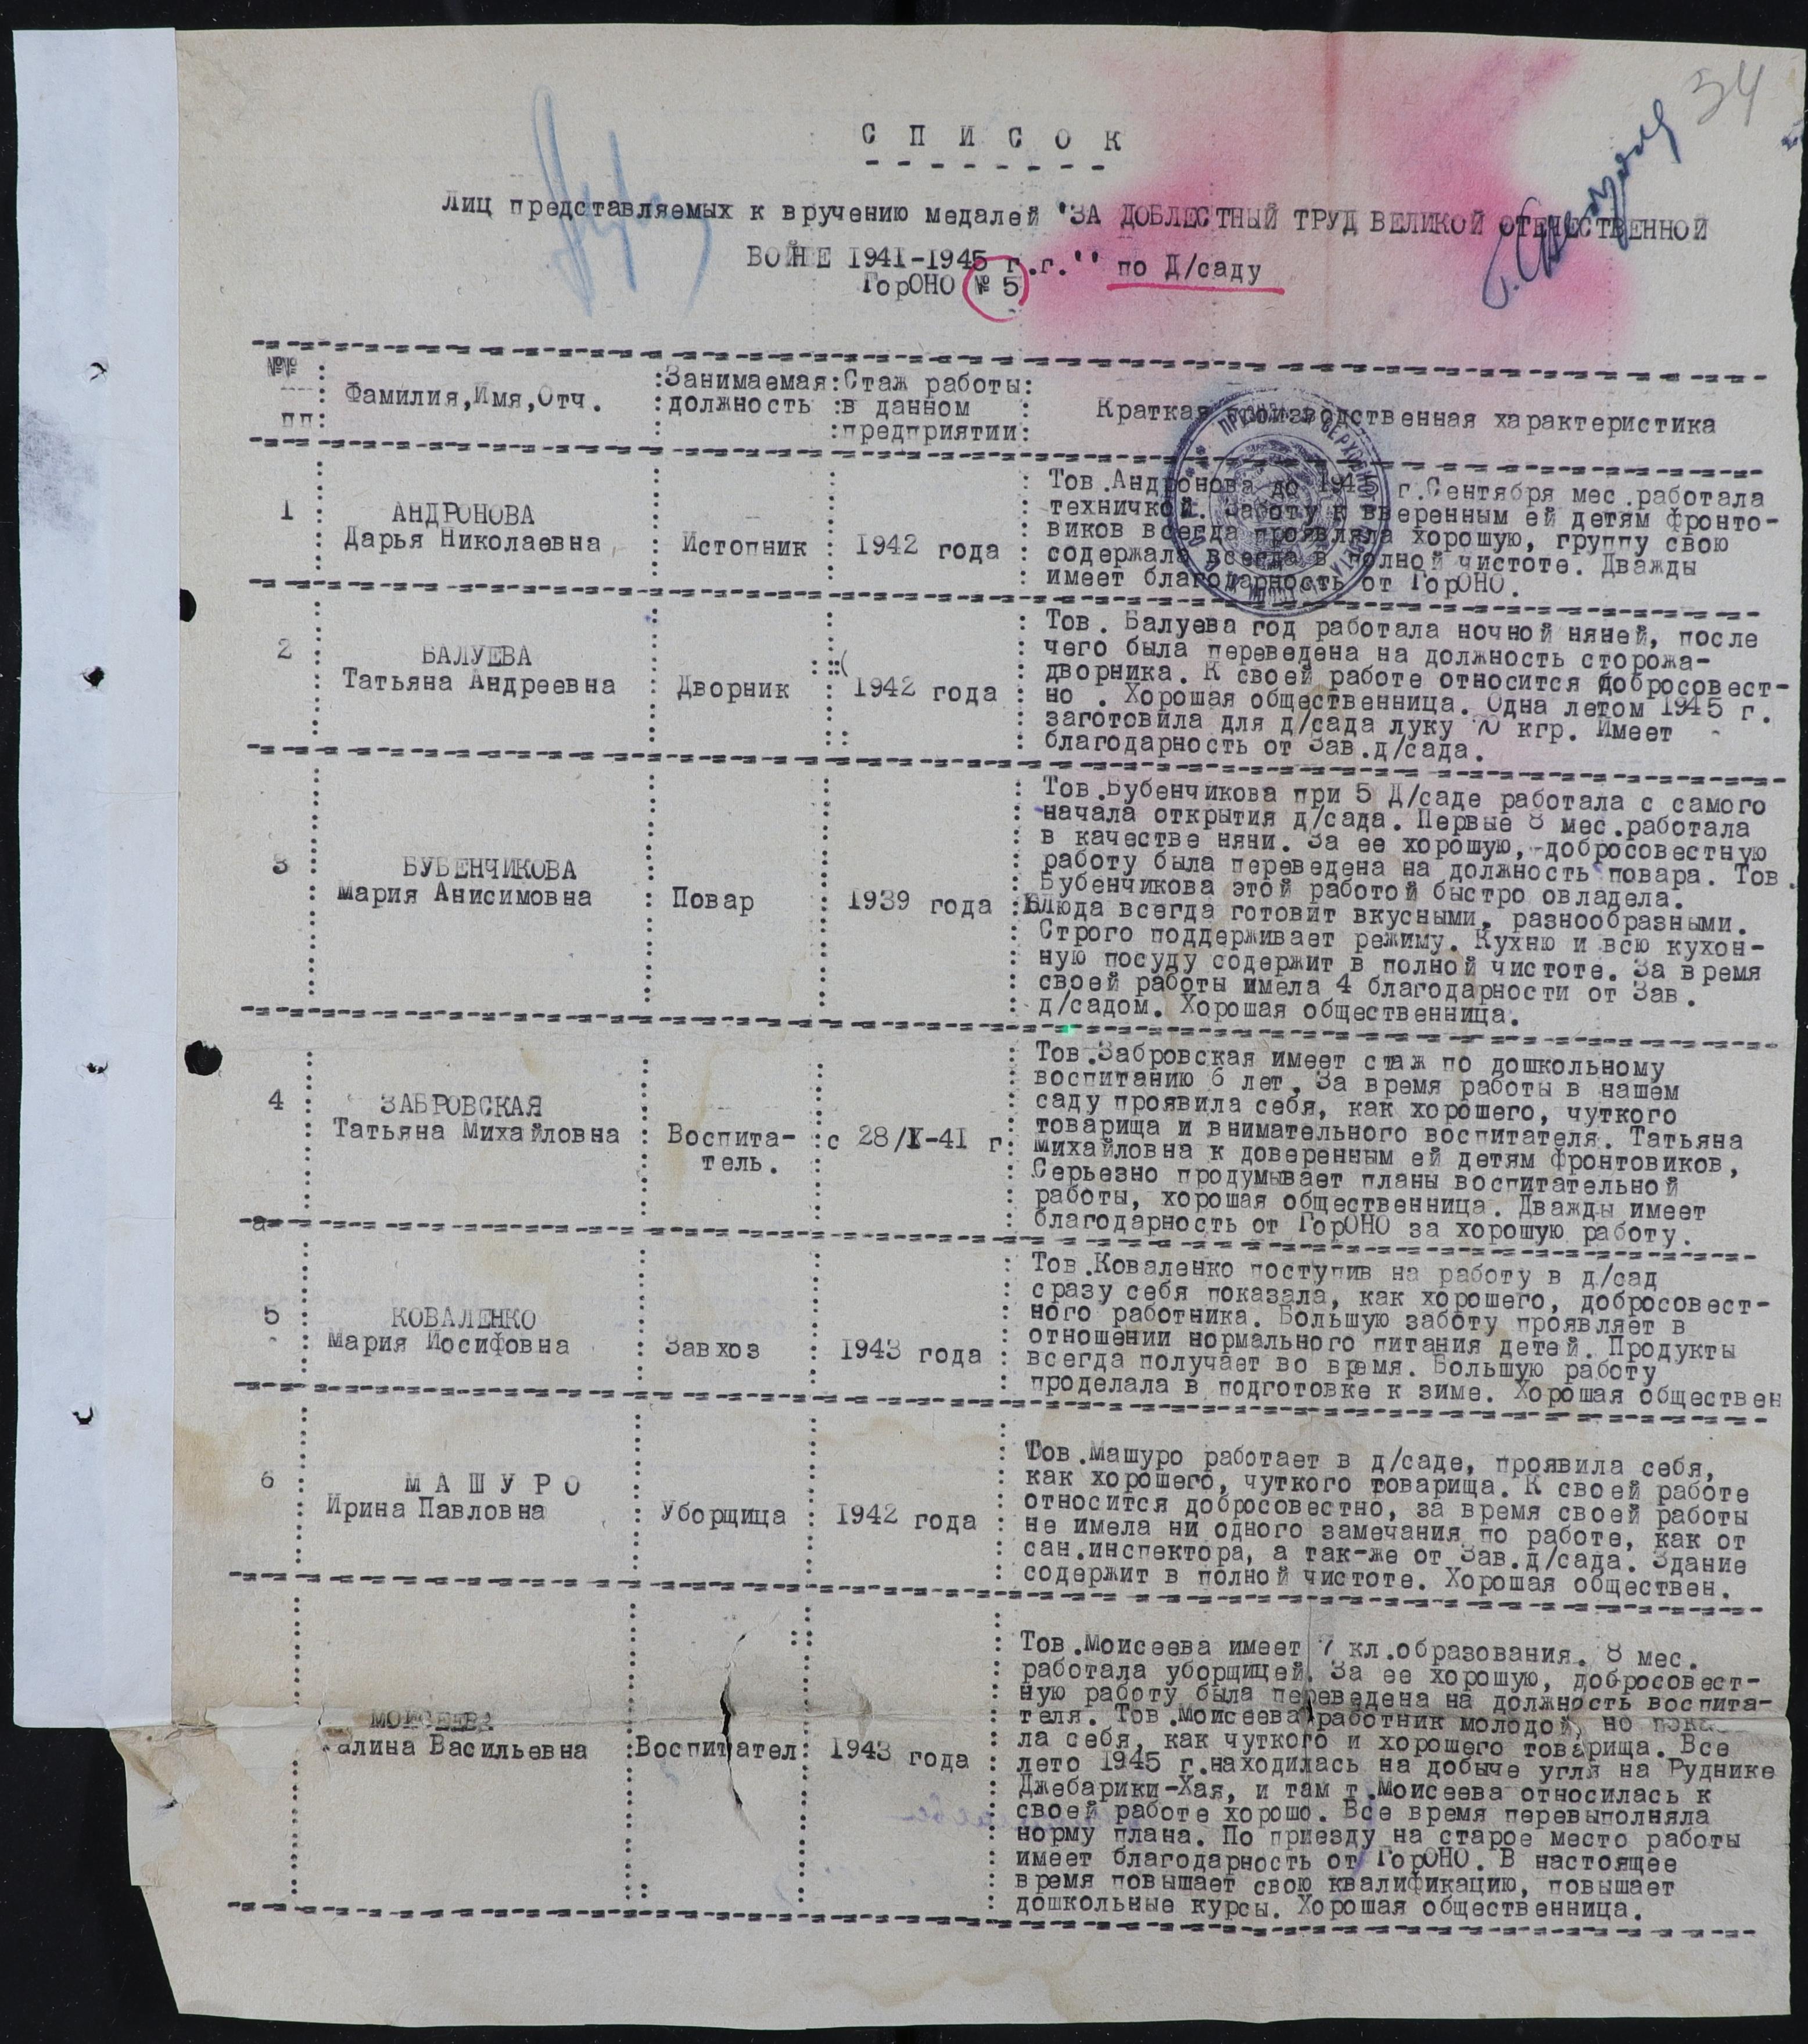 34
С П И С О К
Лиц представляемых к вручению медалей "ЗА ДОБЛЕСТНЫЙ ТРУД ВЕЛИКОЙ ОТЕЧЕСТВЕННОЙ
ВОЙНЕ 1941-1945 г.г." по Д/саду
ГорОНО № 5
№№ пп : Фамилия,Имя,Отч. : Занимаемая должность : Стаж работы в данном предприятии : Краткая производственная характеристика
1
АНДРОНОВА
Дарья Николаевна
Истопник
1942 года
Тов.Андронова до 194 г.Сентября мес.работала
техничкой. Заботу к вверенным ей детям фронто-
виков всегда проявляла хорошую, группу свою
содержала всегда в полной чистоте. Дважды
имеет благодарность от ГорОНО.
2
БАЛУЕВА
Татьяна Андреевна
Дворник
1942 года
Тов. Балуева год работала ночной няней, после
чего была переведена на должность сторожа-
дворника. К своей работе относится добросовест-
но . Хорошая общественница. Одна летом 1945 г.
заготовила для д/сада луку 70 кгр. Имеет
благодарность от Зав.д/сада.
3
БУБЕНЧИКОВА
Мария Анисимовна
Повар
1939 года
Тов.Бубенчикова при 5 Д/саде работала с самого
начала открытия д/сада. Первые 8 мес.работала
в качестве няни. За ее хорошую, добросовестную
работу была переведена на должность повара. Тов.
Бубенчикова этой работой быстро овладела.
Блюда всегда готовит вкусными, разнообразными.
Строго поддерживает режиму. Кухню и всю кухон-
ную посуду содержит в полной чистоте. За время
своей работы имела 4 благодарности от Зав.
д/садом. Хорошая общественница.
4
ЗАБРОВСКАЯ
Татьяна Михайловна
Воспита-
тель.
с 28/X-41 г
Тов.Забровская имеет стаж по дошкольному
воспитанию 6 лет. За время работы в нашем
саду проявила себя, как хорошего, чуткого
товарища и внимательного воспитателя. Татьяна
Михайловна к доверенным ей детям фронтовиков,
Серьезно продумывает планы воспитательной
работы, хорошая общественница. Дважды имеет
благодарность от ГорОНО за хорошую работу.
5
КОВАЛЕНКО
Мария Иосифовна
Завхоз
1943 года
Тов.Коваленко поступив на работу в д/сад
сразу себя показала, как хорошего, добросовест-
ного работника. Большую заботу проявляет в
отношении нормального питания детей. Продукты
всегда получает во время. Большую работу
проделала в подготовке к зиме. Хорошая обществен
6
М А Ш У Р О
Ирина Павловна
Уборщица
1942 года
Тов.Машуро работает в д/саде, проявила себя,
как хорошего, чуткого товарища. К своей работе
относится добросовестно, за время своей работы
не имела ни одного замечания по работе, как от
сан.инспектора, а так-же от Зав.д/сада. Здание
содержит в полной чистоте. Хорошая обществен.
МОИСЕЕВА
Галина Васильевна
Воспитател
1943 года
Тов.Моисеева имеет 7 кл.образования. 8 мес.
работала уборщицей. За ее хорошую, добросовест-
ную работу была переведена на должность воспита-
теля. Тов.Моисеева работник молодой, но пока-
ла себя, как чуткого и хорошего товарища. Все
лето 1945 г.находилась на добыче угля на Руднике
Джебарики-Хая, и там т.Моисеева относилась к
своей работе хорошо. Все время перевыполняла
норму плана. По приезду на старое место работы
имеет благодарность от ГорОНО. В настоящее
время повышает свою квалификацию, повышает
дошкольные курсы. Хорошая общественница.